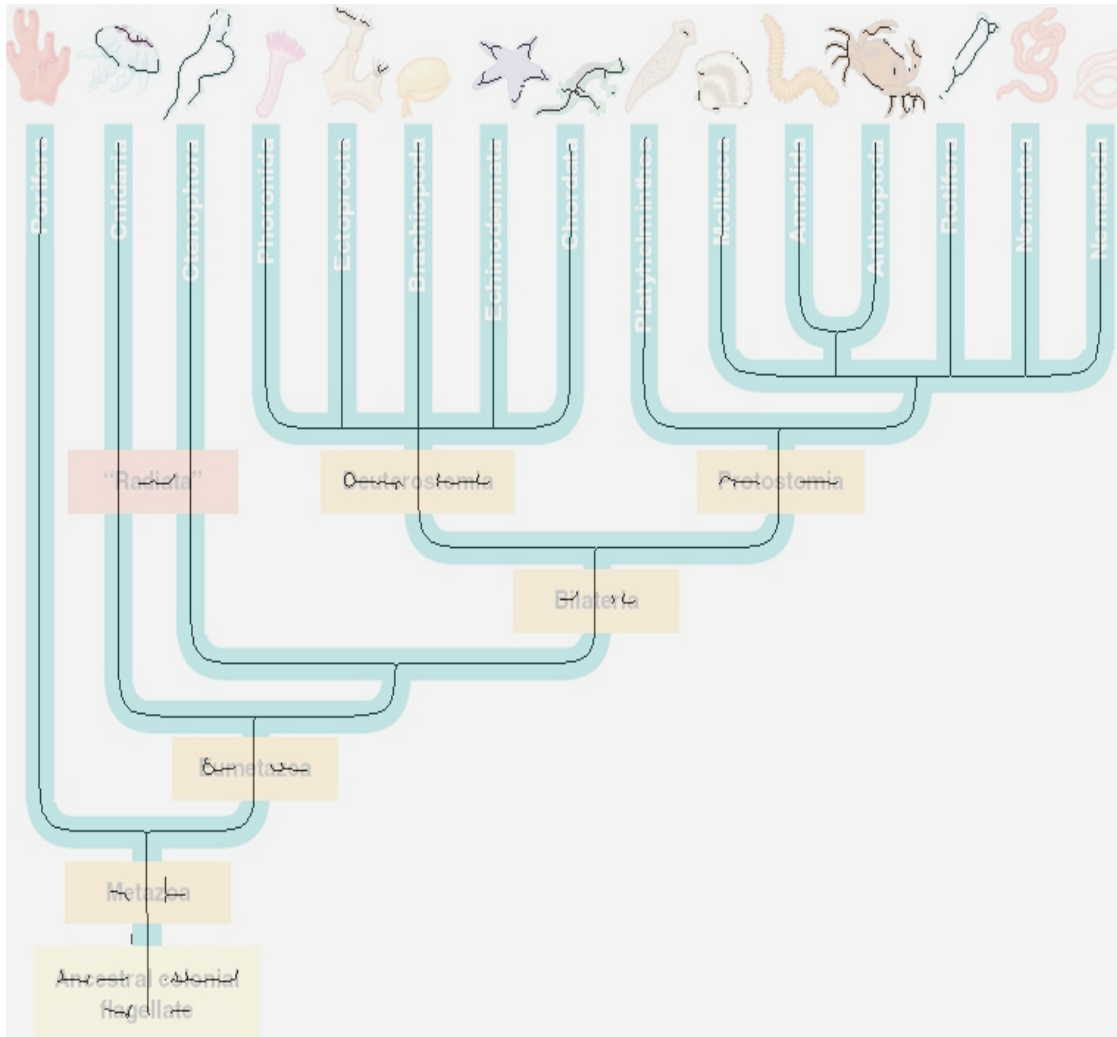 Porifera
Cnidaria
Ctenophora
Phoronida
Ectoprocta
Brachiopoda
Echinodermata
Chordata
Platyhelminthes
Mollusca
Annelida
Arthropoda
Rotifera
Nemertea
Nematoda
“Radiata”
Deuterostomia
Protostomia
Bilateria
Eumetazoa
Metazoa
Ancestral colonial
flagellate